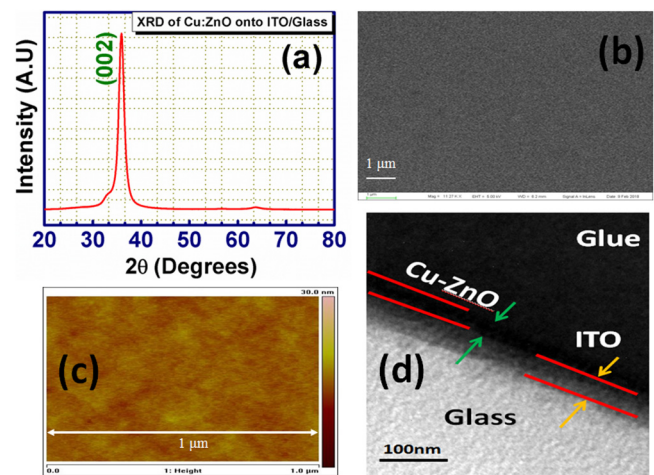 XRD of Cu:ZnO onto ITO/Glass
(a)
(002)
Intensity (A.U)
20 30 40 50 60 70 80
2θ (Degrees)
(b)
1 μm
30.0 nm
(c)
1 μm
0.0 1: Height 1.0 μm
Glue
Cu-ZnO
ITO
(d)
Glass
100nm